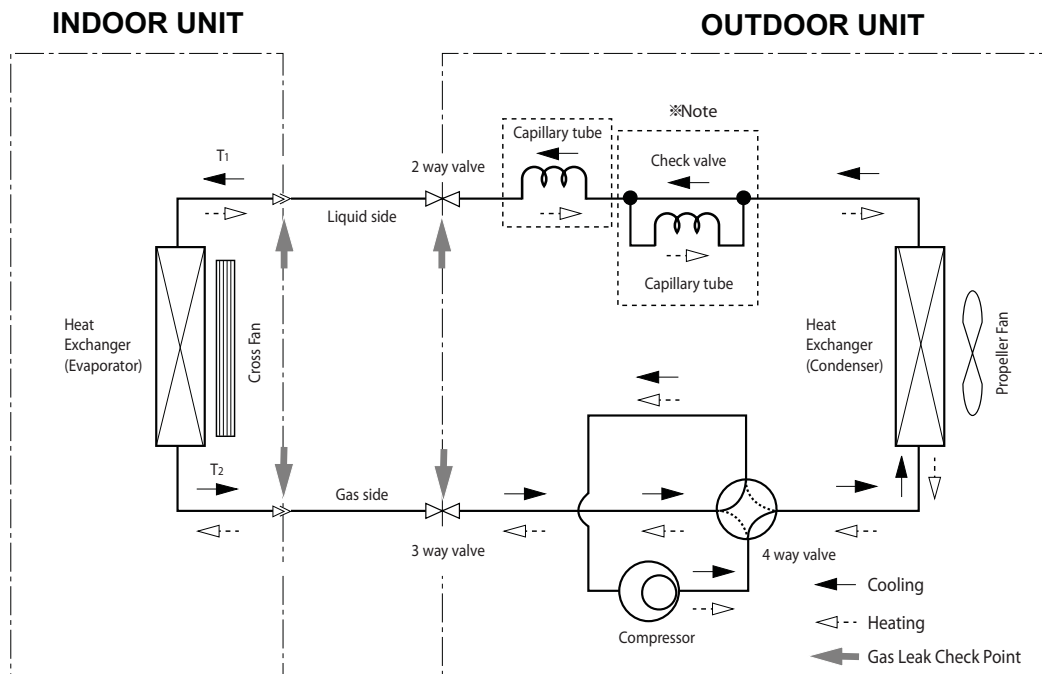 INDOOR UNIT
OUTDOOR UNIT
※Note
Capillary tube
Check valve
T1
2 way valve
Liquid side
Capillary tube
Heat
Exchanger
(Evaporator)
Cross Fan
Heat
Exchanger
(Condenser)
Propeller Fan
T2
Gas side
3 way valve
4 way valve
Compressor
Cooling
Heating
Gas Leak Check Point